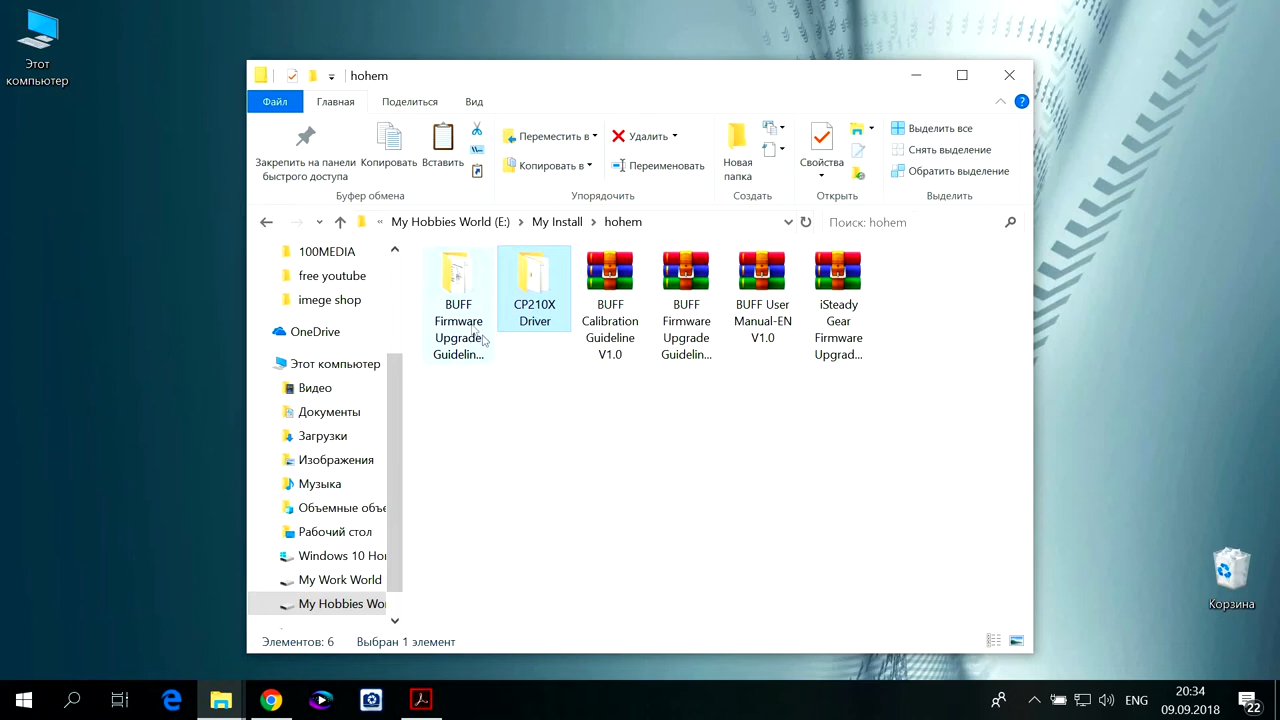 Этот
компьютер
hohem
Файл
Главная
Поделиться
Вид
Закрепить на панели
быстрого доступа
Копировать
Вставить
Переместить в
Копировать в
Удалить
Переименовать
Новая
папка
Свойства
Выделить все
Снять выделение
Обратить выделение
Буфер обмена
Упорядочить
Создать
Открыть
Выделить
« My Hobbies World (E:) > My Install > hohem
Поиск: hohem
100MEDIA
free youtube
imege shop
OneDrive
Этот компьютер
Видео
Документы
Загрузки
Изображения
Музыка
Объемные объе
Рабочий стол
Windows 10 Hor
My Work World
My Hobbies Wor
BUFF
Firmware
Upgrade
Guidelin...
CP210X
Driver
BUFF
Calibration
Guideline
V1.0
BUFF
Firmware
Upgrade
Guidelin...
BUFF User
Manual-EN
V1.0
iSteady
Gear
Firmware
Upgrad...
Элементов: 6
Выбран 1 элемент
Корзина
ENG
20:34
09.09.2018
22